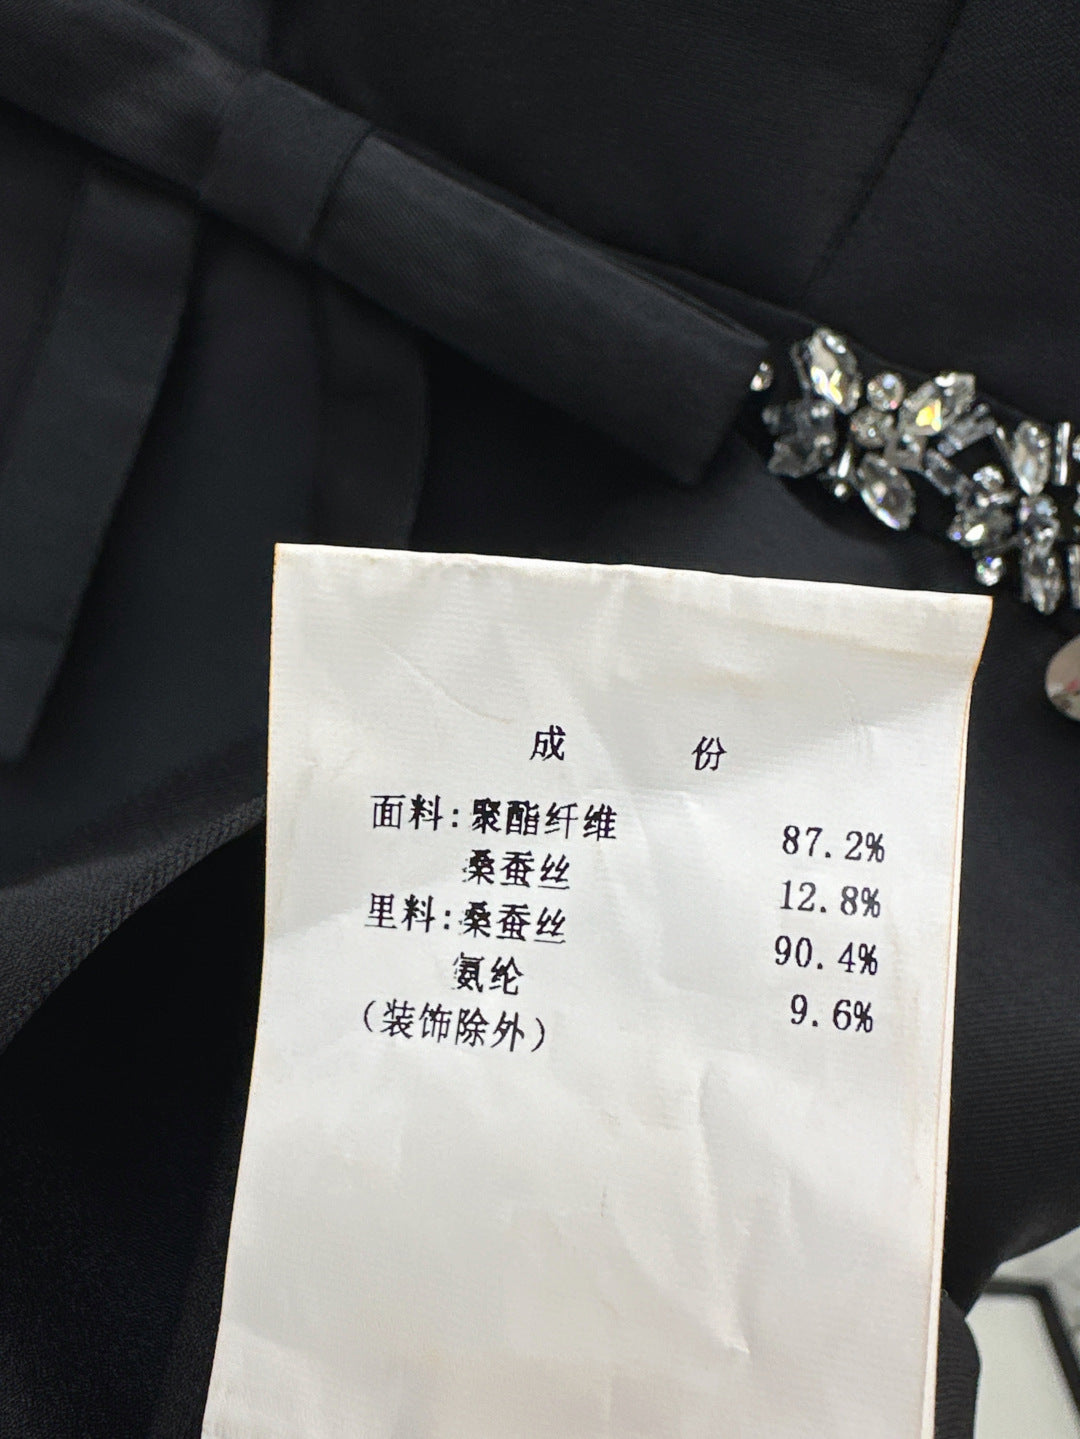 成 份
面料:聚酯纤维 87.2%
桑蚕丝 12.8%
里料:桑蚕丝 90.4%
氨纶 9.6%
(装饰除外)